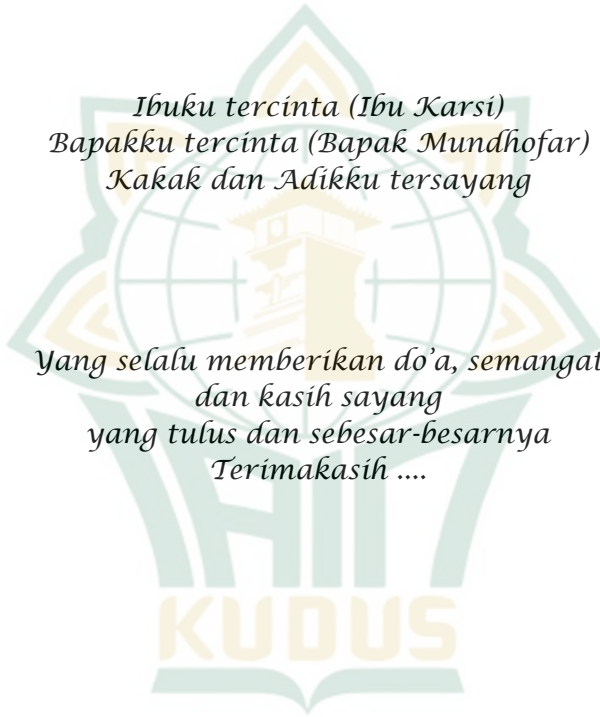 Ibuku tercinta (Ibu Karsi)
Bapakku tercinta (Bapak Mundhofar)
Kakak dan Adikku tersayang
Yang selalu memberikan do'a, semangat
dan kasih sayang
yang tulus dan sebesar-besarnya
Terimakasih ....
IAIN
KUDUS